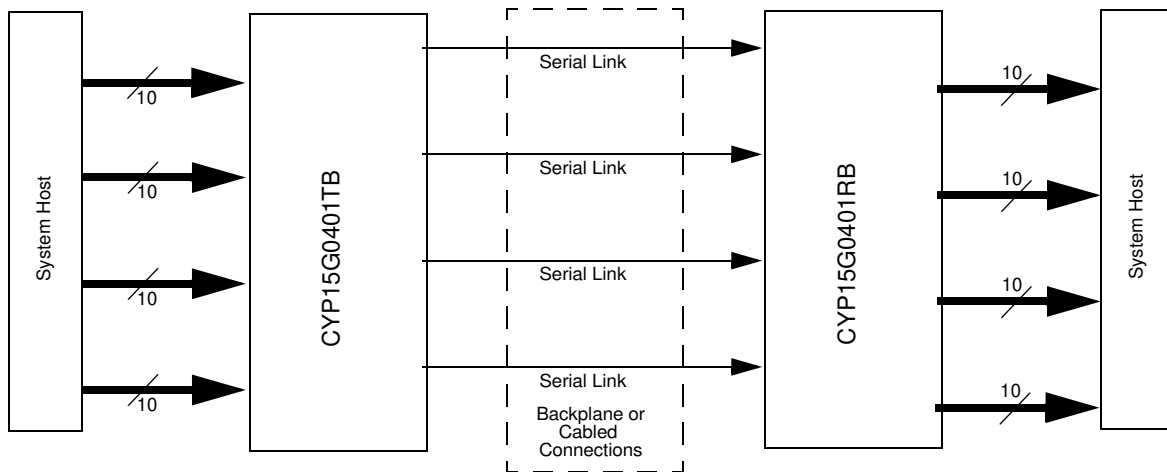 System Host
10
10
10
10
CYP15G0401TB
Serial Link
Serial Link
Serial Link
Serial Link
Backplane or
Cabled
Connections
CYP15G0401RB
10
10
10
10
System Host